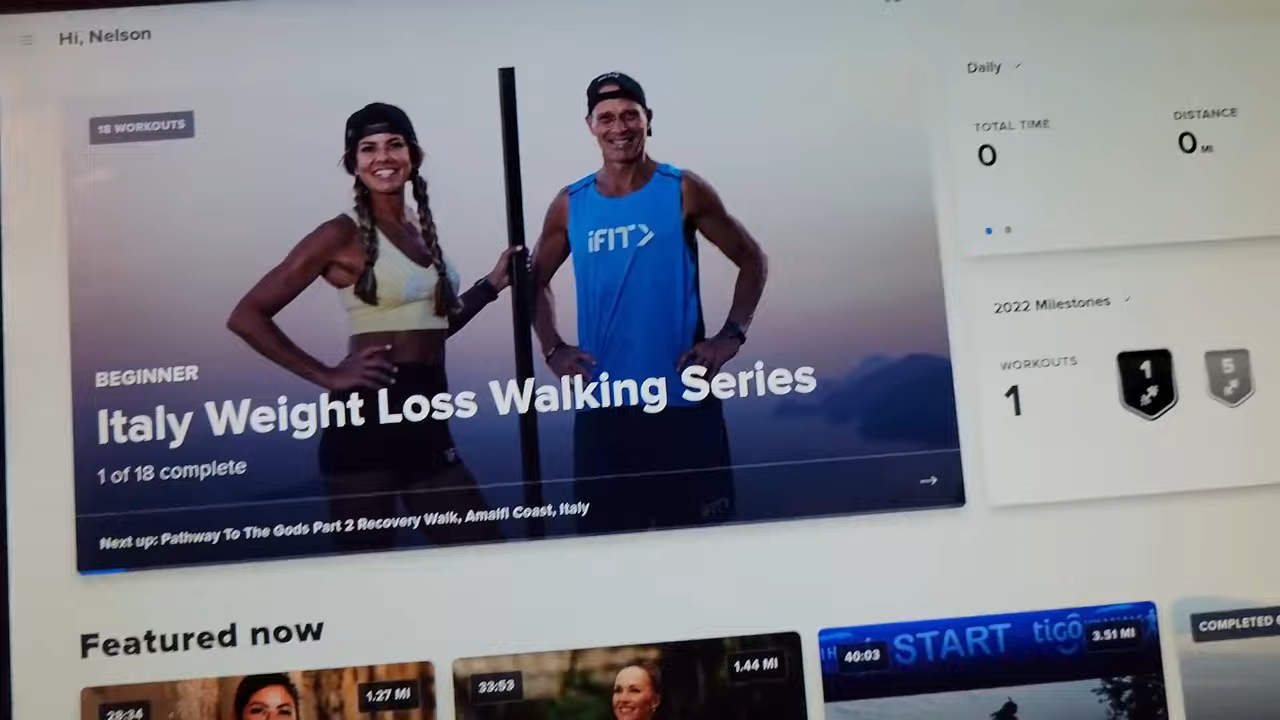 Hi, Nelson
18 WORKOUTS
iFIT
BEGINNER
Italy Weight Loss Walking Series
1 of 18 complete
Next up: Pathway To The Gods Part 2 Recovery Walk, Amalfi Coast, Italy
Daily
TOTAL TIME
0
DISTANCE
0 MI
2022 Milestones
WORKOUTS
1
1
5
Featured now
28:34
1.27 MI
33:53
1.44 MI
40:03
START
tigo
3.51 MI
COMPLETED